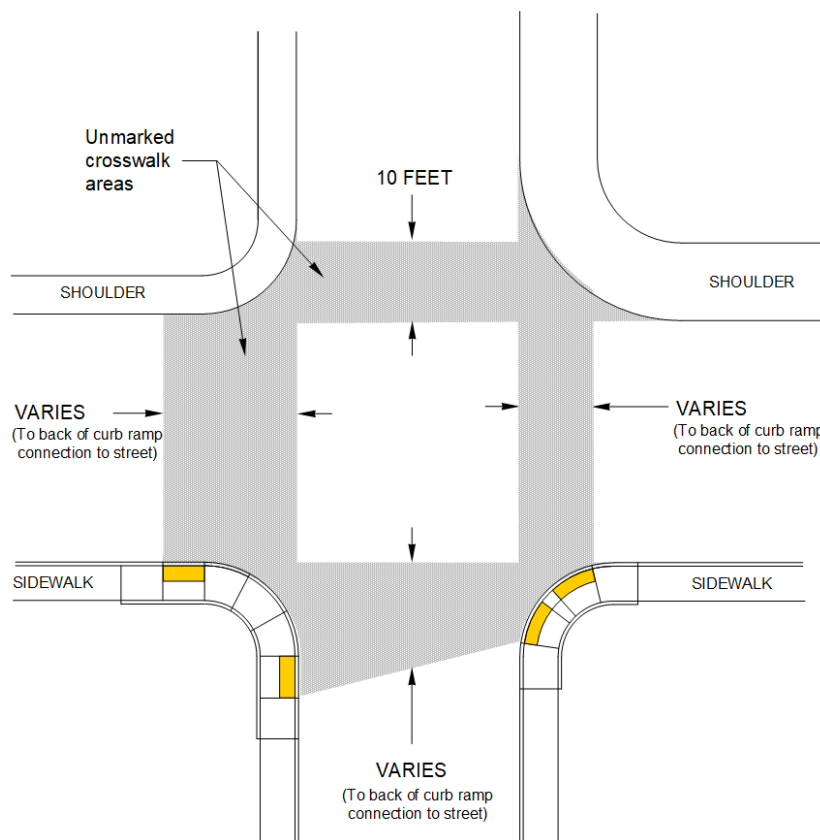 Unmarked
crosswalk
areas
10 FEET
SHOULDER
SHOULDER
VARIES
(To back of curb ramp
connection to street)
VARIES
(To back of curb ramp
connection to street)
SIDEWALK
SIDEWALK
VARIES
(To back of curb ramp
connection to street)